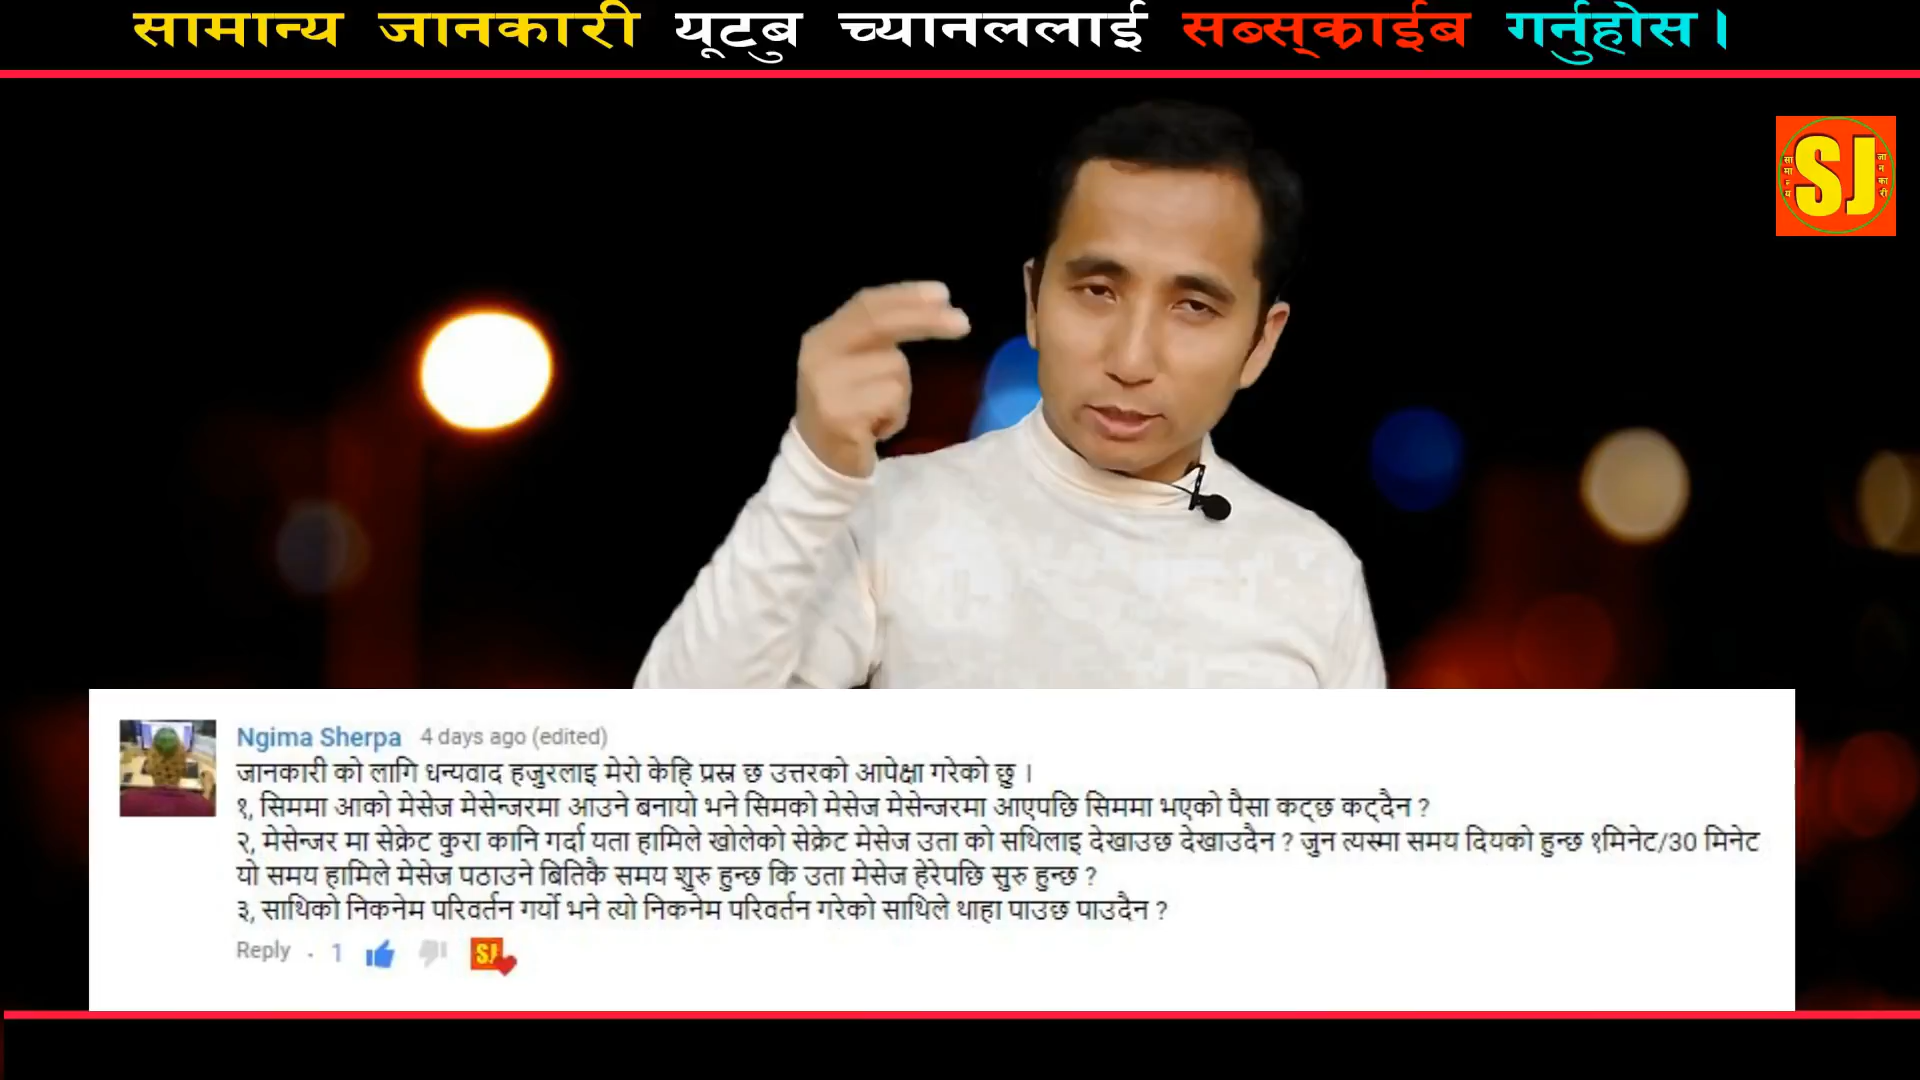 सामान्य जानकारी यूटुब च्यानललाई सब्स्क्राईब गर्नुहोस।
सामान्य SJ जानकारी
Ngima Sherpa 4 days ago (edited)
जानकारी को लागि धन्यवाद हजुरलाइ मेरो केहि प्रस्न छ उत्तरको आपेक्षा गरेको छु ।
१, सिममा आको मेसेज मेसेन्जरमा आउने बनायो भने सिमको मेसेज मेसेन्जरमा आएपछि सिममा भएको पैसा कट्छ कट्दैन ?
२, मेसेन्जर मा सेक्रेट कुरा कानि गर्दा यता हामिले खोलेको सेक्रेट मेसेज उता को सथिलाइ देखाउछ देखाउदैन ? जुन त्यस्मा समय दियको हुन्छ १मिनेट/30 मिनेट
यो समय हामिले मेसेज पठाउने बितिकै समय शुरु हुन्छ कि उता मेसेज हेरेपछि सुरु हुन्छ ?
३, साथिको निकनेम परिवर्तन गर्यो भने त्यो निकनेम परिवर्तन गरेको साथिले थाहा पाउछ पाउदैन ?
Reply . 1 SJ